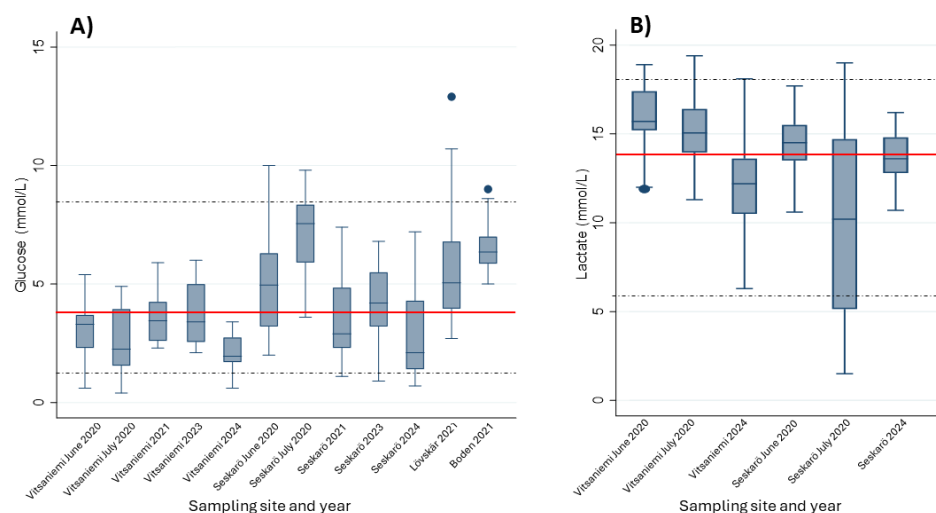 A)
Glucose (mmol/L)
15
10
5
0
Vitsaniemi June 2020
Vitsaniemi July 2020
Vitsaniemi 2021
Vitsaniemi 2023
Vitsaniemi 2024
Seskarö June 2020
Seskarö July 2020
Seskarö 2021
Seskarö 2023
Seskarö 2024
Lövskär 2021
Boden 2021
Sampling site and year
B)
Lactate (mmol/L)
20
15
10
5
0
Vitsaniemi June 2020
Vitsaniemi July 2020
Vitsaniemi 2024
Seskarö June 2020
Seskarö July 2020
Seskarö 2024
Sampling site and year